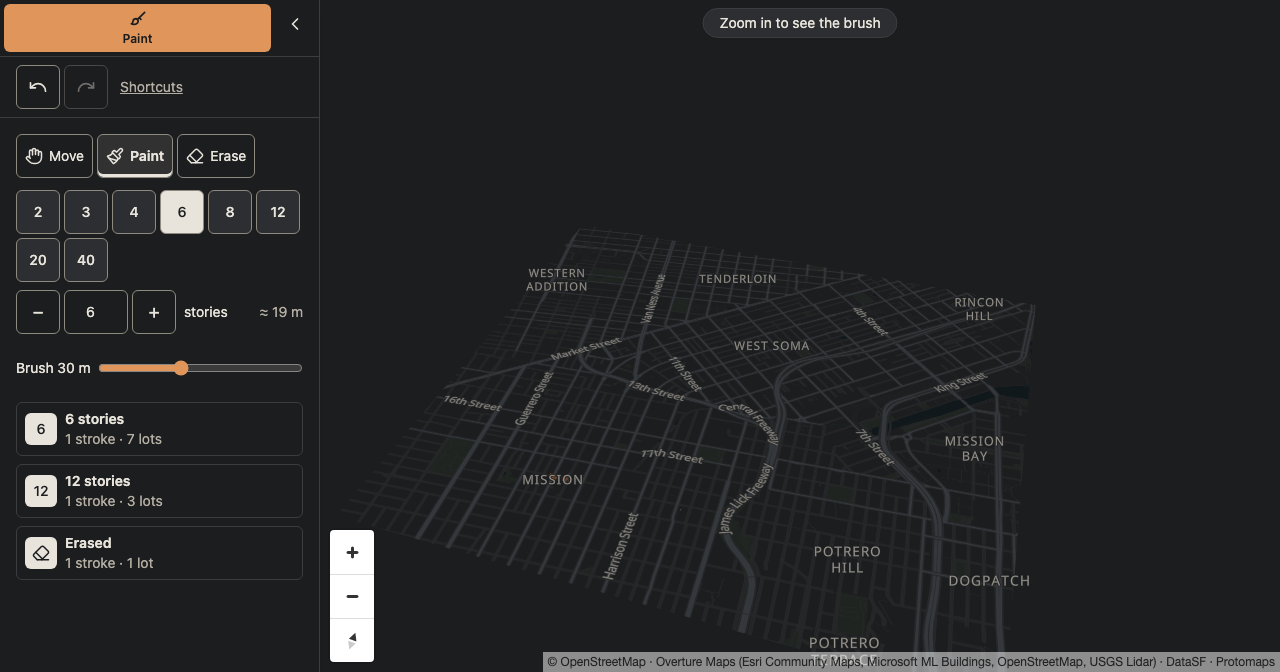 Paint
Shortcuts
Move
Paint
Erase
2
3
4
6
8
12
20
40
−
6
+
stories
≈ 19 m
Brush 30 m
6
6 stories
1 stroke · 7 lots
12
12 stories
1 stroke · 3 lots
Erased
1 stroke · 1 lot
Zoom in to see the brush
WESTERN
ADDITION
TENDERLOIN
Van Ness Avenue
RINCON
HILL
4th Street
WEST SOMA
Market Street
11th Street
13th Street
King Street
16th Street
Guerrero Street
Central Freeway
7th Street
MISSION
BAY
17th Street
MISSION
James Lick Freeway
Harrison Street
POTRERO
HILL
DOGPATCH
POTRERO
TERRACE
+
−
© OpenStreetMap · Overture Maps (Esri Community Maps, Microsoft ML Buildings, OpenStreetMap, USGS Lidar) · DataSF · Protomaps